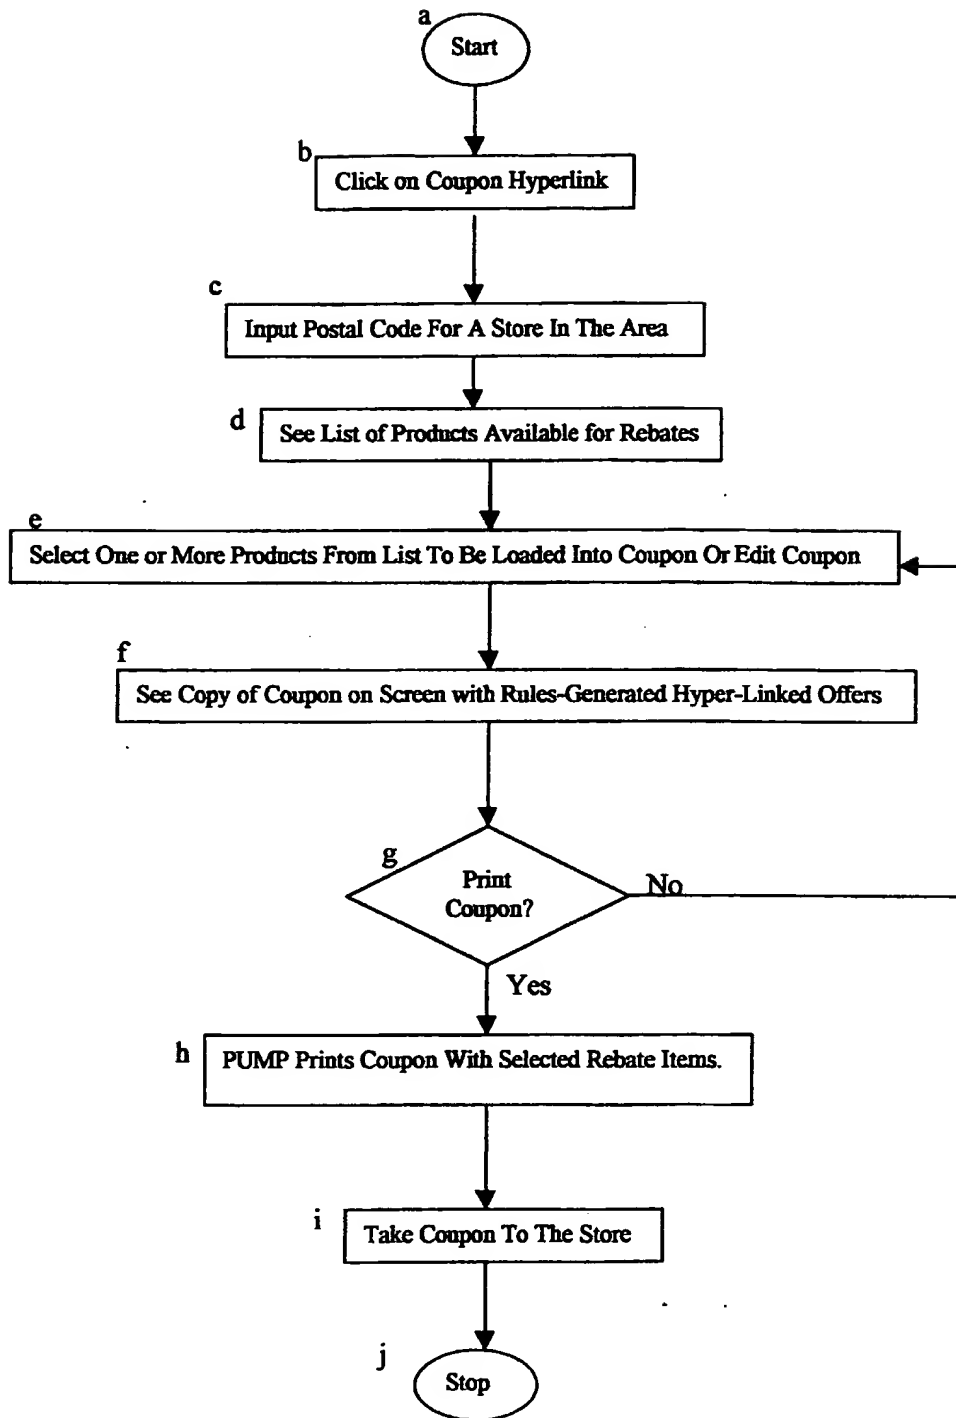 a
Start
b
Click on Coupon Hyperlink
c
Input Postal Code For A Store In The Area
d
See List of Products Available for Rebates
e
Select One or More Products From List To Be Loaded Into Coupon Or Edit Coupon
f
See Copy of Coupon on Screen with Rules-Generated Hyper-Linked Offers
g
Print
Coupon?
No
Yes
h
PUMP Prints Coupon With Selected Rebate Items.
i
Take Coupon To The Store
j
Stop